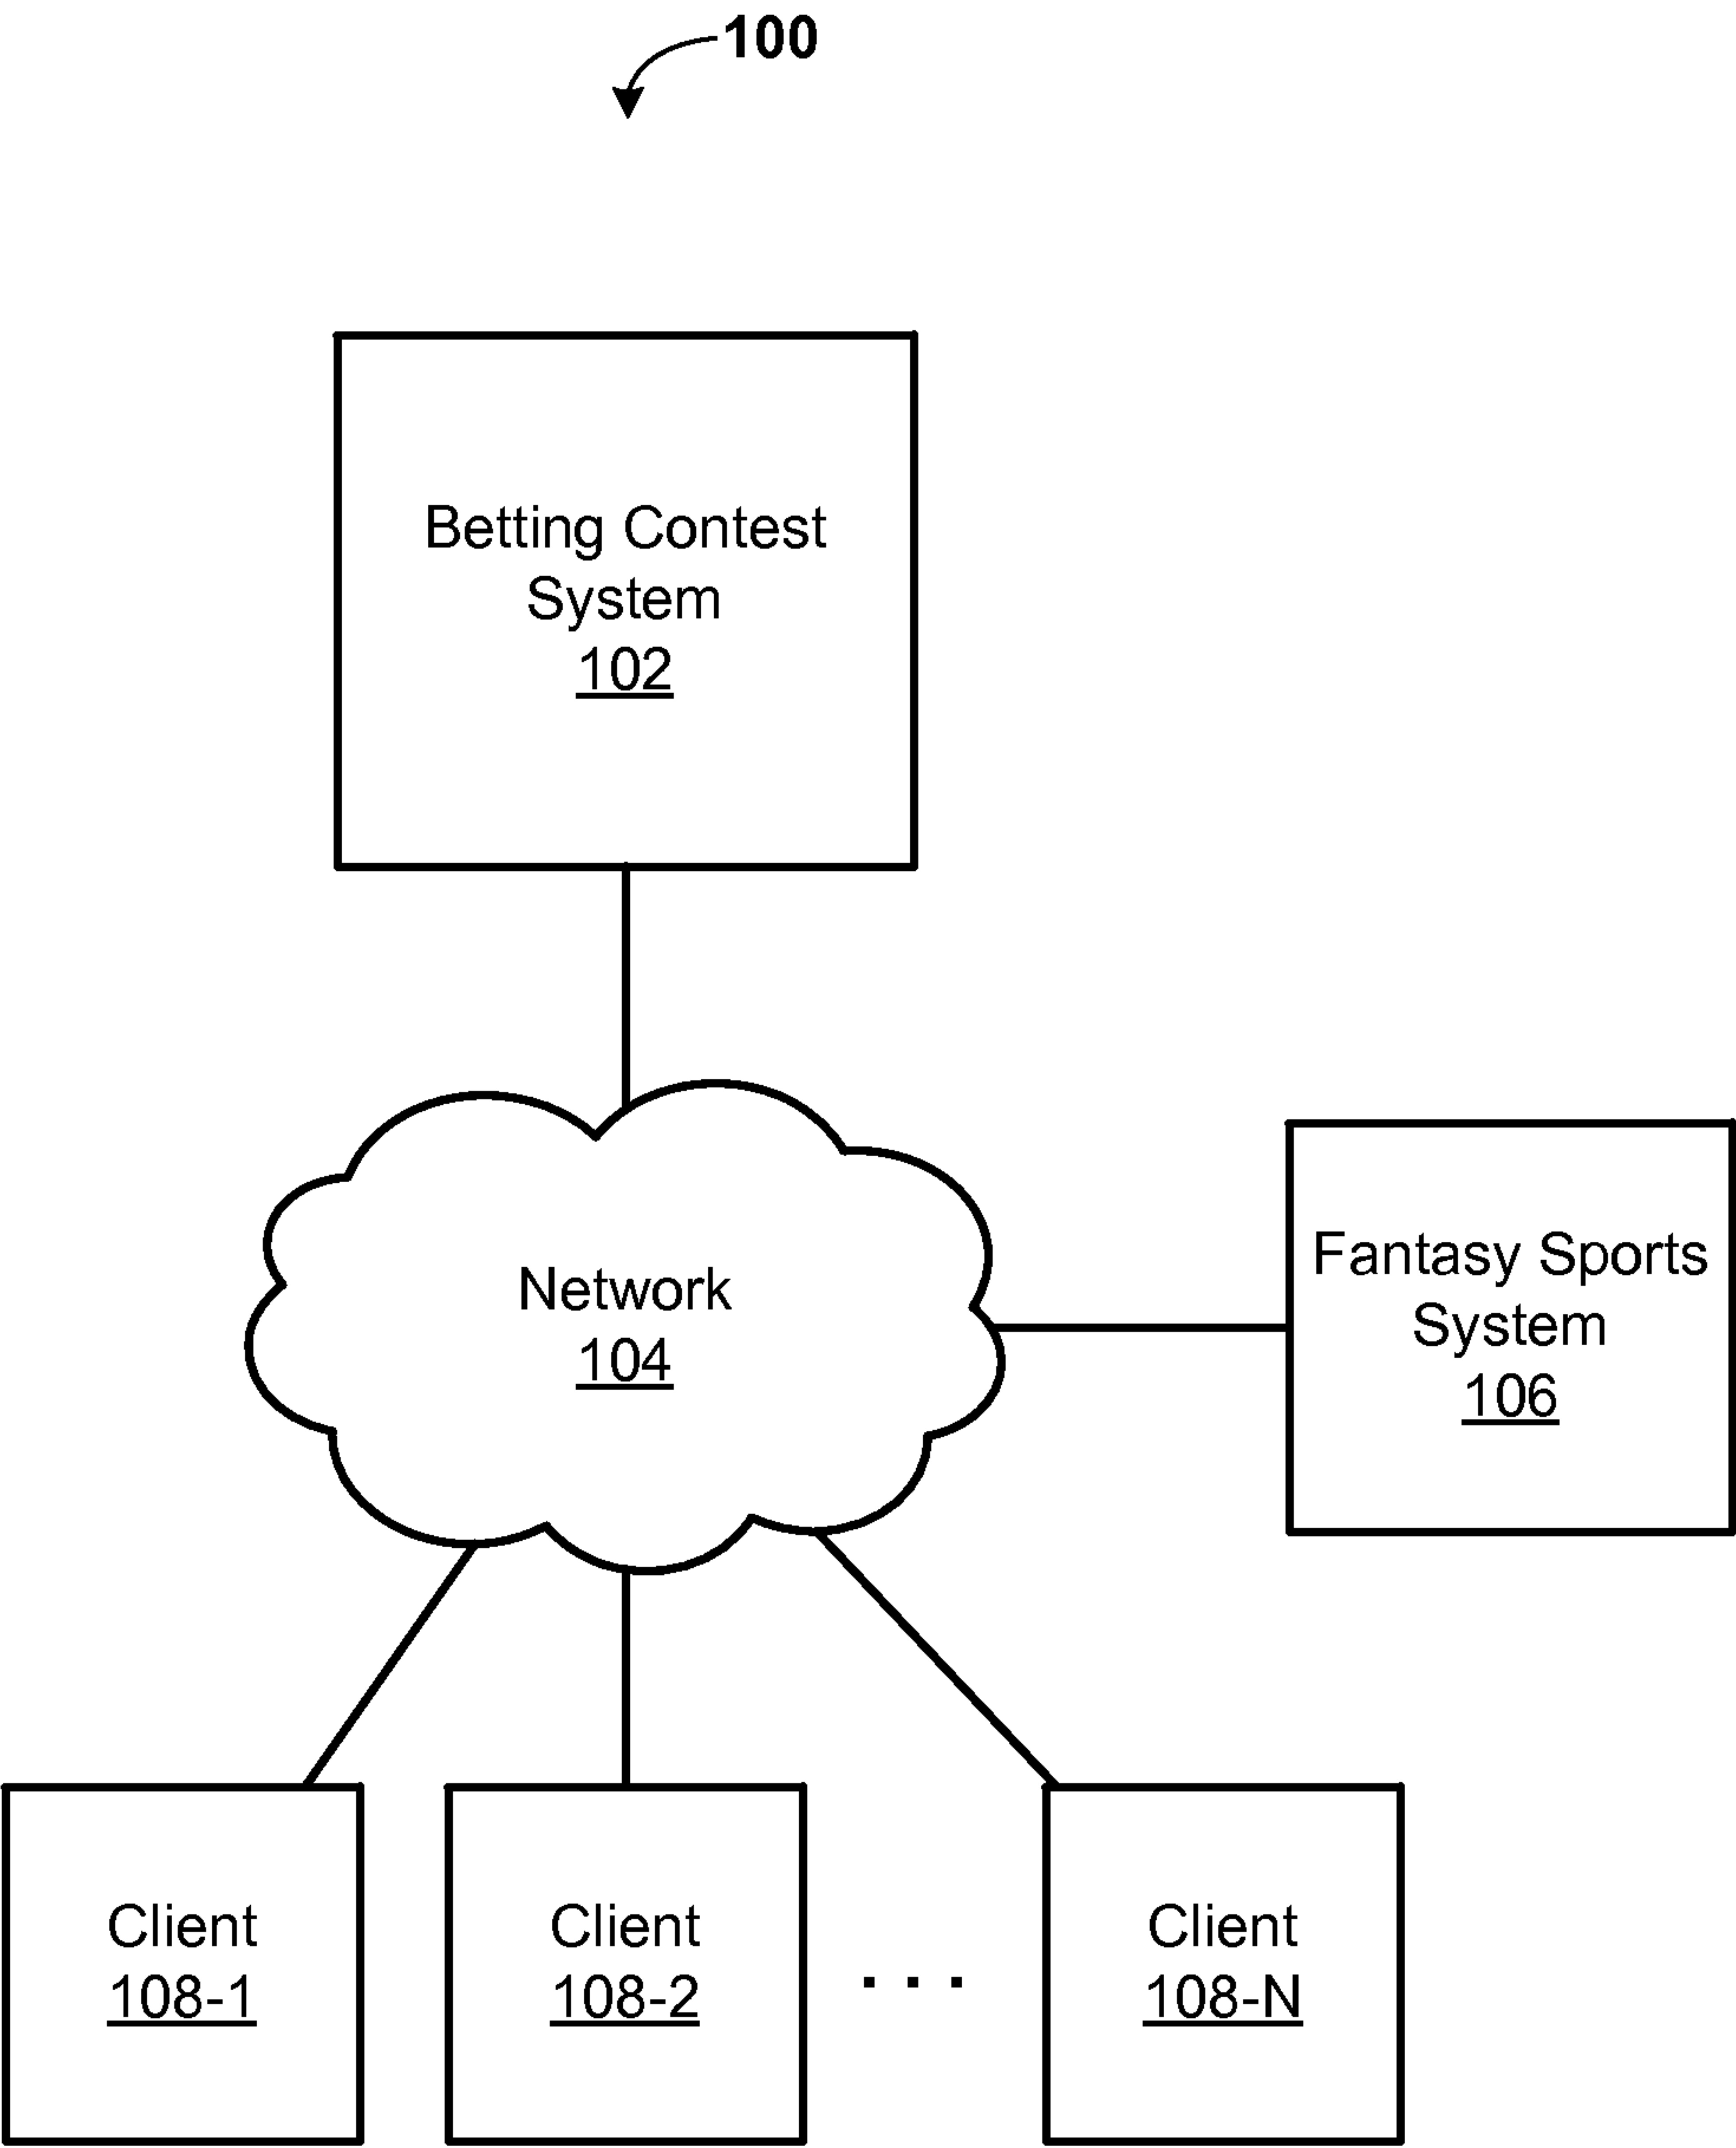 100
Betting Contest
System
102
Network
104
Fantasy Sports
System
106
Client
108-1
Client
108-2
...
Client
108-N